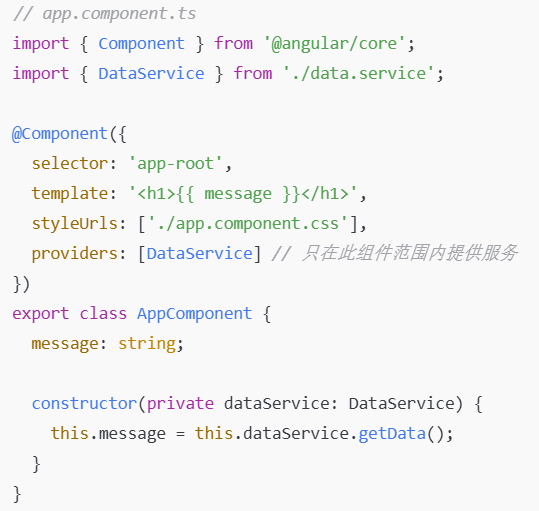 // app.component.ts
import { Component } from '@angular/core';
import { DataService } from './data.service';
@Component({
  selector: 'app-root',
  template: '<h1>{{ message }}</h1>',
  styleUrls: ['./app.component.css'],
  providers: [DataService] // 只在此组件范围内提供服务
})
export class AppComponent {
  message: string;
  constructor(private dataService: DataService) {
    this.message = this.dataService.getData();
  }
}